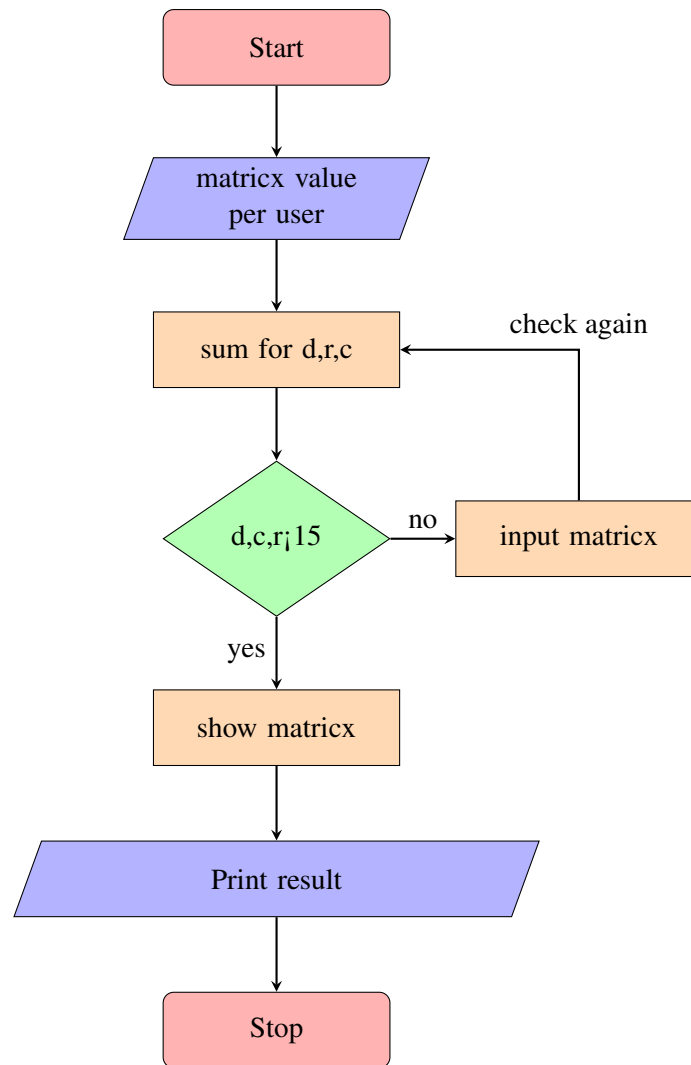 Start
matricx value
per user
sum for d,r,c
check again
d,c,r¡15
no
input matricx
yes
show matricx
Print result
Stop